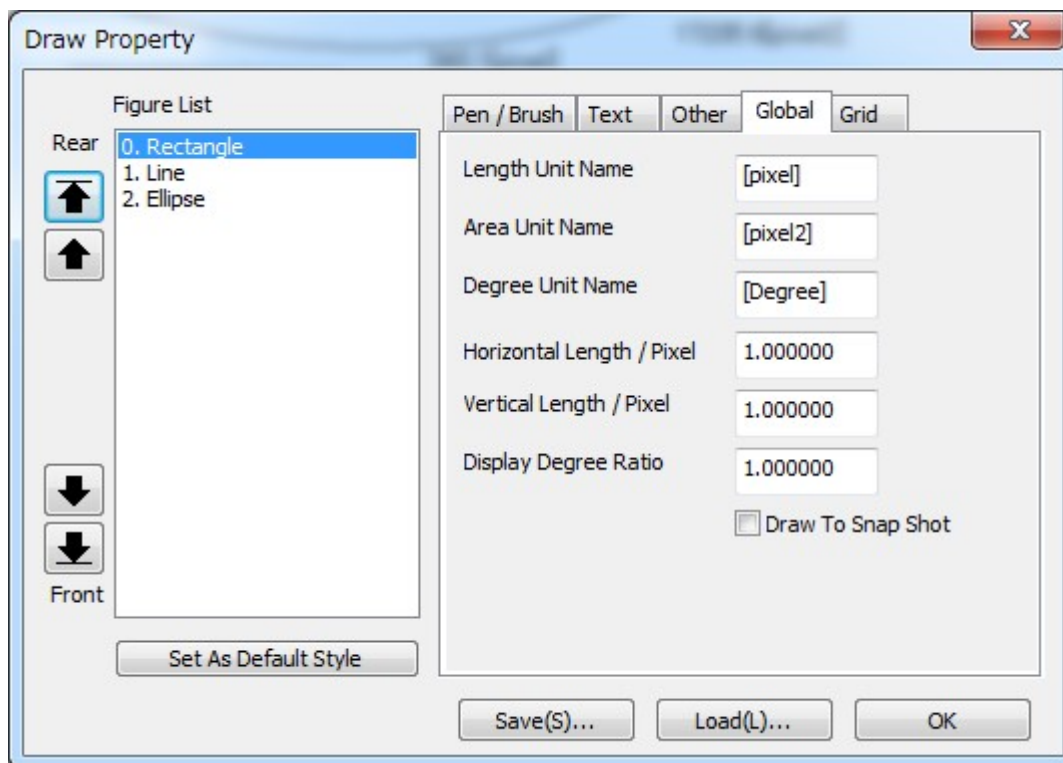 Draw Property
Figure List
Rear
0. Rectangle
1. Line
2. Ellipse
Front
Set As Default Style
Pen / Brush
Text
Other
Global
Grid
Length Unit Name [pixel]
Area Unit Name [pixel2]
Degree Unit Name [Degree]
Horizontal Length / Pixel 1.000000
Vertical Length / Pixel 1.000000
Display Degree Ratio 1.000000
Draw To Snap Shot
Save(S)...
Load(L)...
OK